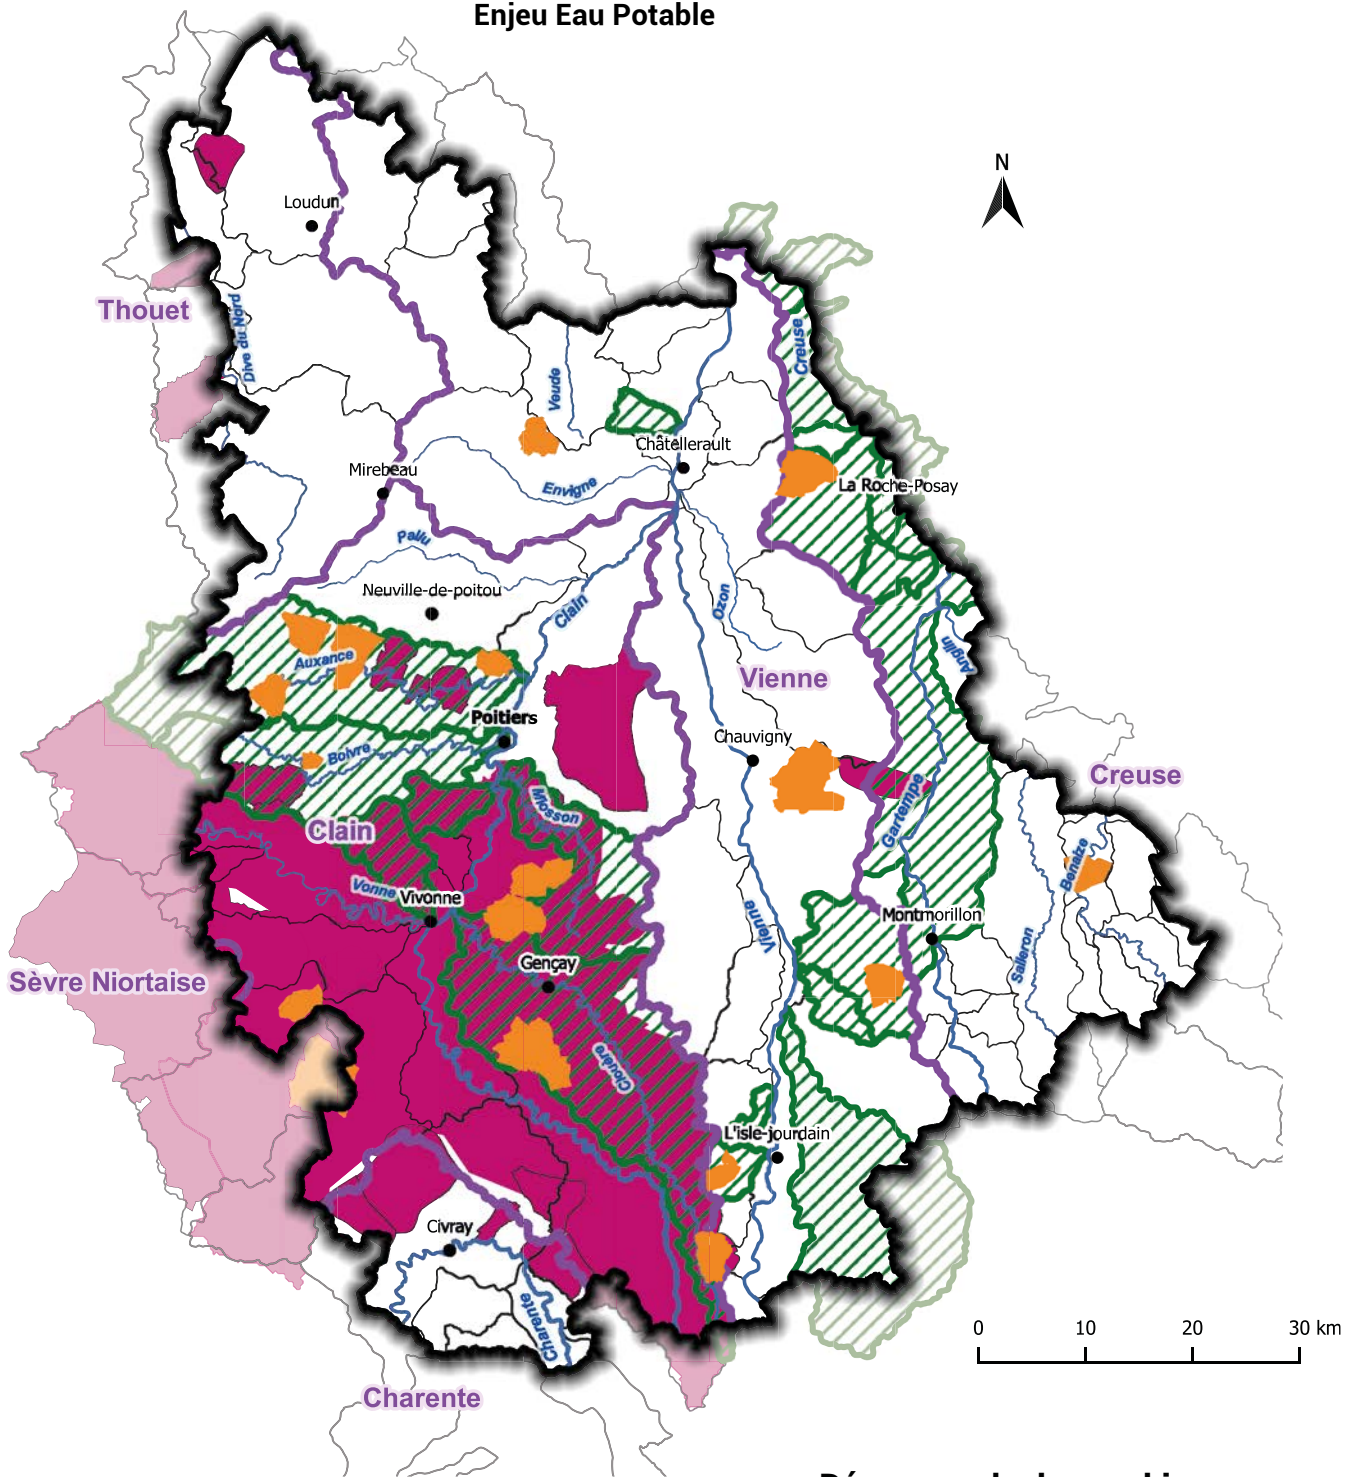 Enjeu Eau Potable
N
Loudun
Thouet
Dive du Nord
Creuse
Veude
Châtellerault
Mirebeau
La Roche-Posay
Envigne
Pallu
Neuville-de-poitou
Clain
Ozon
Anglin
Auxance
Vienne
Poitiers
Chauvigny
Boivre
Creuse
Miosson
Clain
Gartempe
Benaize
Vonne
Vivonne
Montmorillon
Vienne
Salleron
Gençay
Sèvre Niortaise
Clouère
L'isle-jourdain
Civray
Charente
0 10 20 30 km
Charente